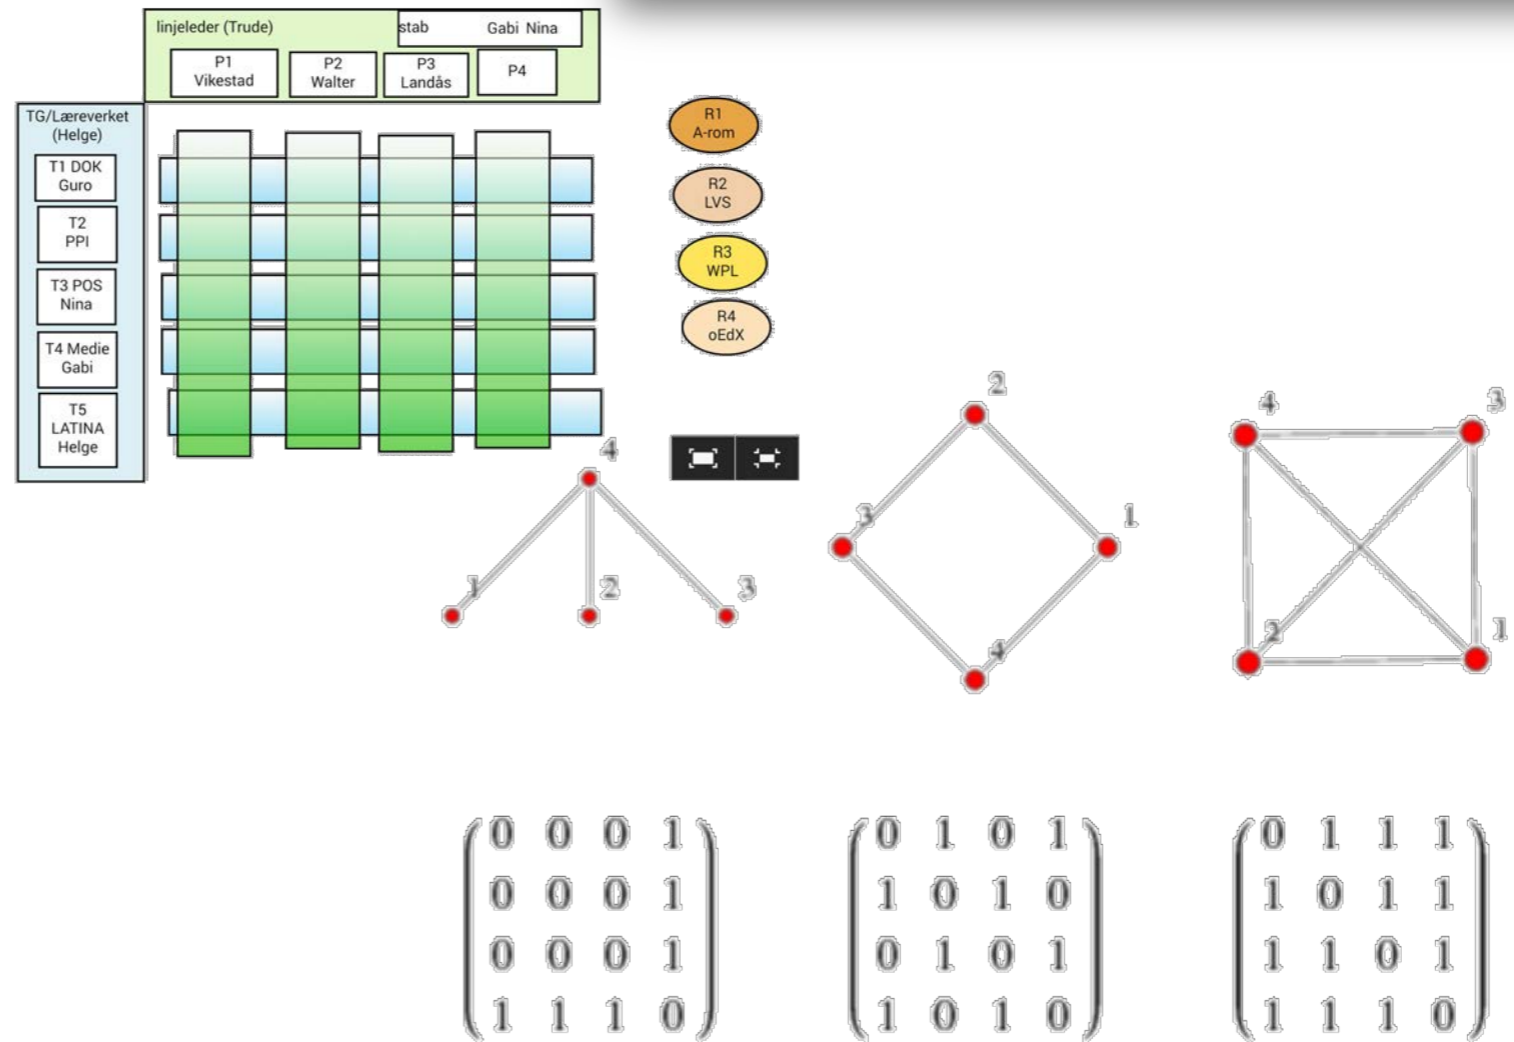 linjeleder (Trude)
stab Gabi Nina
P1
Vikestad
P2
Walter
P3
Landås
P4
TG/Læreverket
(Helge)
T1 DOK
Guro
T2
PPI
T3 POS
Nina
T4 Medie
Gabi
T5
LATINA
Helge
R1
A-rom
R2
LVS
R3
WPL
R4
oEdX
4
1
2
3
2
3
1
4
4
3
2
1
0 0 0 1
0 0 0 1
0 0 0 1
1 1 1 0
0 1 0 1
1 0 1 0
0 1 0 1
1 0 1 0
0 1 1 1
1 0 1 1
1 1 0 1
1 1 1 0